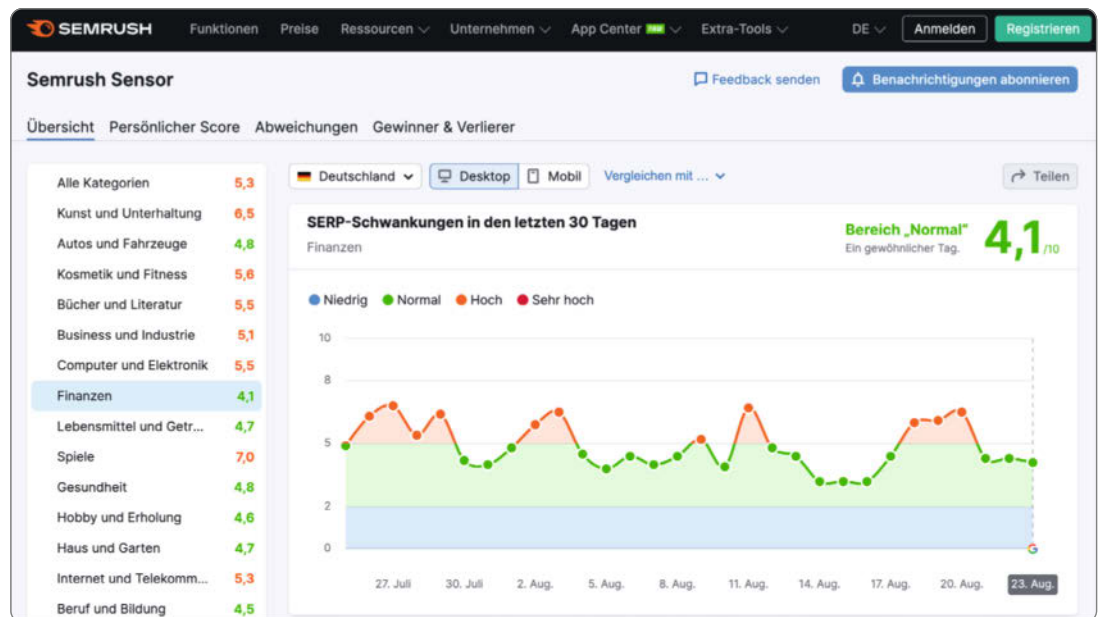 SEMRUSH Funktionen Preise Ressourcen Unternehmen App Center NEU Extra-Tools DE Anmelden Registrieren
Semrush Sensor Feedback senden Benachrichtigungen abonnieren
Übersicht Persönlicher Score Abweichungen Gewinner & Verlierer
Alle Kategorien 5,3
Kunst und Unterhaltung 6,5
Autos und Fahrzeuge 4,8
Kosmetik und Fitness 5,6
Bücher und Literatur 5,5
Business und Industrie 5,1
Computer und Elektronik 5,5
Finanzen 4,1
Lebensmittel und Getr... 4,7
Spiele 7,0
Gesundheit 4,8
Hobby und Erholung 4,6
Haus und Garten 4,7
Internet und Telekomm... 5,3
Beruf und Bildung 4,5
Deutschland Desktop Mobil Vergleichen mit ... Teilen
SERP-Schwankungen in den letzten 30 Tagen
Finanzen
Bereich „Normal“
Ein gewöhnlicher Tag.
4,1/10
Niedrig Normal Hoch Sehr hoch
10
8
5
2
0
27. Juli 30. Juli 2. Aug. 5. Aug. 8. Aug. 11. Aug. 14. Aug. 17. Aug. 20. Aug. 23. Aug.